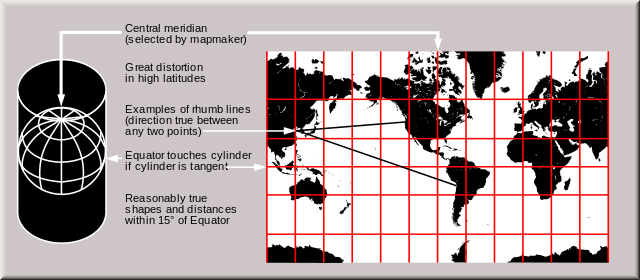 Central meridian
(selected by mapmaker)
Great distortion
in high latitudes
Examples of rhumb lines
(direction true between
any two points)
Equator touches cylinder
if cylinder is tangent
Reasonably true
shapes and distances
within 15° of Equator